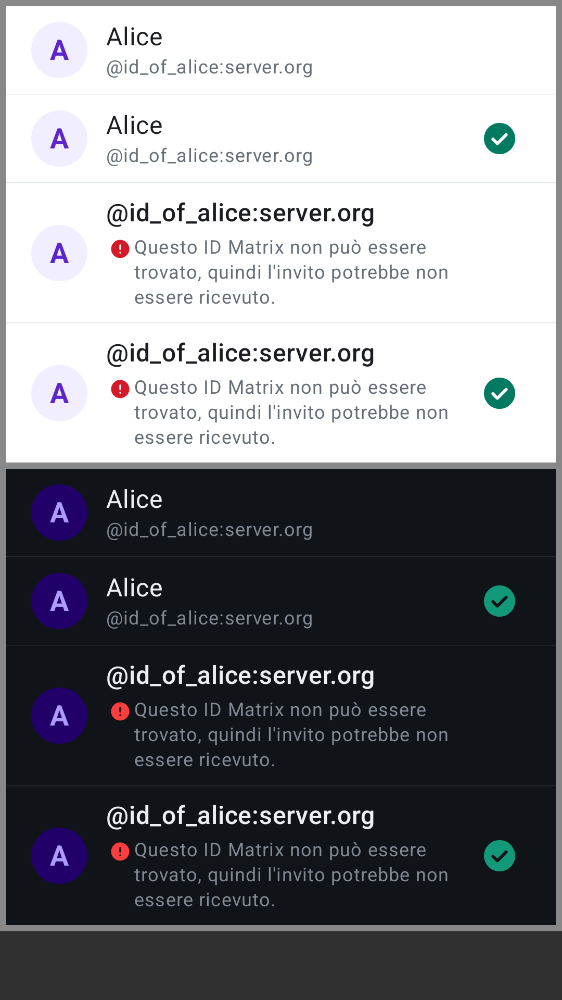 A
Alice
@id_of_alice:server.org
A
Alice
@id_of_alice:server.org
A
@id_of_alice:server.org
Questo ID Matrix non può essere
trovato, quindi l'invito potrebbe non
essere ricevuto.
A
@id_of_alice:server.org
Questo ID Matrix non può essere
trovato, quindi l'invito potrebbe non
essere ricevuto.
A
Alice
@id_of_alice:server.org
A
Alice
@id_of_alice:server.org
A
@id_of_alice:server.org
Questo ID Matrix non può essere
trovato, quindi l'invito potrebbe non
essere ricevuto.
A
@id_of_alice:server.org
Questo ID Matrix non può essere
trovato, quindi l'invito potrebbe non
essere ricevuto.